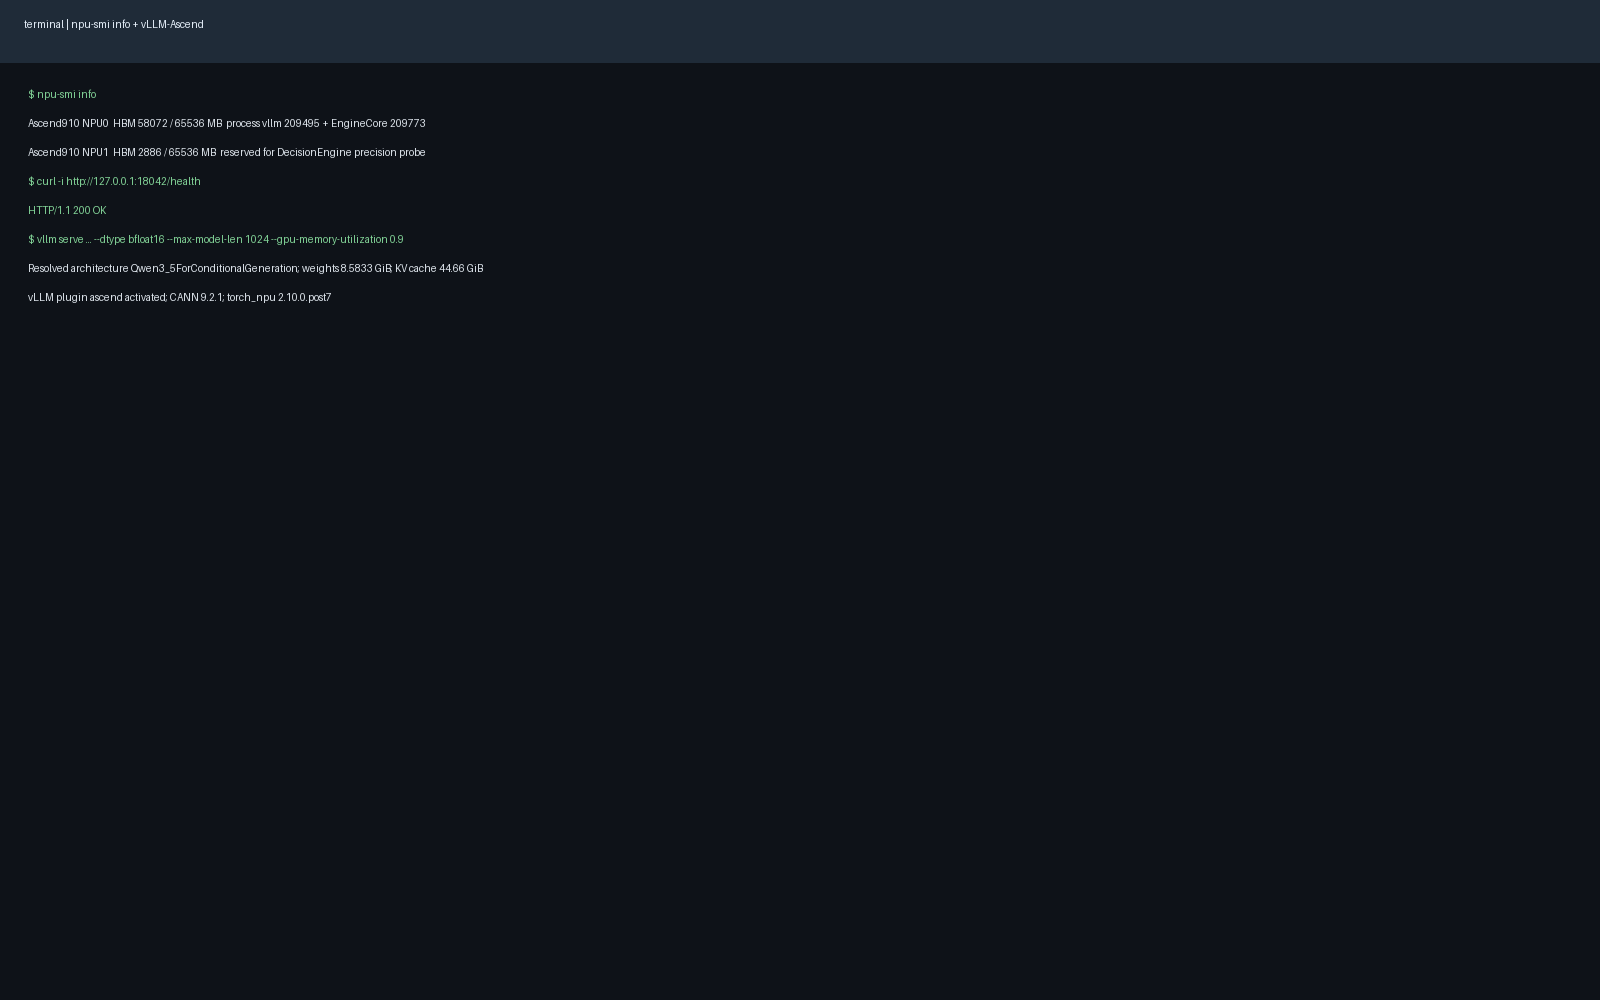 terminal | npu-smi info + vLLM-Ascend
$ npu-smi info
Ascend910 NPU0 HBM 58072 / 65536 MB process vllm 209495 + EngineCore 209773
Ascend910 NPU1 HBM 2886 / 65536 MB reserved for DecisionEngine precision probe
$ curl -i http://127.0.0.1:18042/health
HTTP/1.1 200 OK
$ vllm serve ... --dtype bfloat16 --max-model-len 1024 --gpu-memory-utilization 0.9
Resolved architecture Qwen3_5ForConditionalGeneration; weights 8.5833 GiB; KV cache 44.66 GiB
vLLM plugin ascend activated; CANN 9.2.1; torch_npu 2.10.0.post7